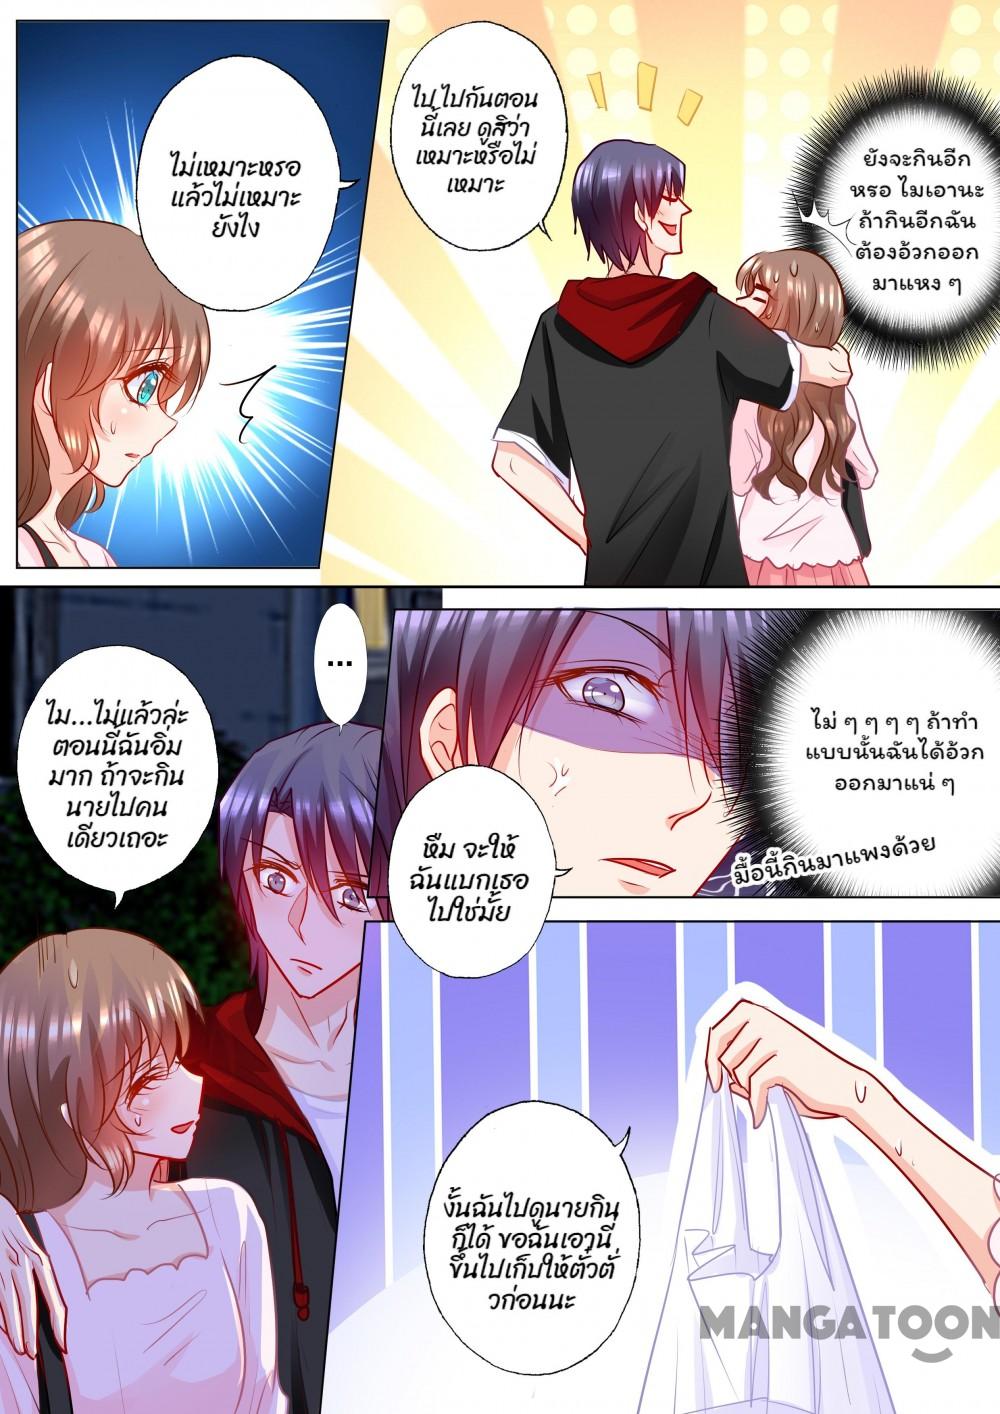 ไม่เหมาะหรอ
แล้วไม่เหมาะ
ยังไง
ไป ไปกันตอน
นี้เลย ดูสิว่า
เหมาะหรือไม่
เหมาะ
ยังจะกินอีก
หรอ ไมเอานะ
ถ้ากินอีกฉัน
ต้องอ้วกออก
มาแหง ๆ
...
ไม...ไม่แล้วล่ะ
ตอนนี้ฉันอิ่ม
มาก ถ้าจะกิน
นายไปคน
เดียวเถอะ
ไม่ ๆ ๆ ๆ ๆ ถ้าทำ
แบบนั้นฉันได้อ้วก
ออกมาแน่ ๆ
มื้อนี้กินมาแพงด้วย
หืม จะให้
ฉันแบกเธอ
ไปใช่มั้ย
งั้นฉันไปดูนายกิน
ก็ได้ ขอฉันเอานี่
ขึ้นไปเก็บให้ตั่วตั่
วก่อนนะ
MANGATOON